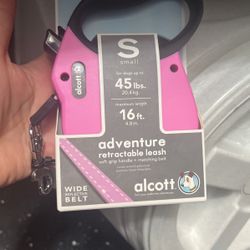 alcott
S
small
for dogs up to
45 lbs.
20.4 kg.
maximum length
16 ft.
4.8 m.
adventure
retractable leash
soft grip handle + matching belt
WIDE
REFLECTIVE
BELT
alcott